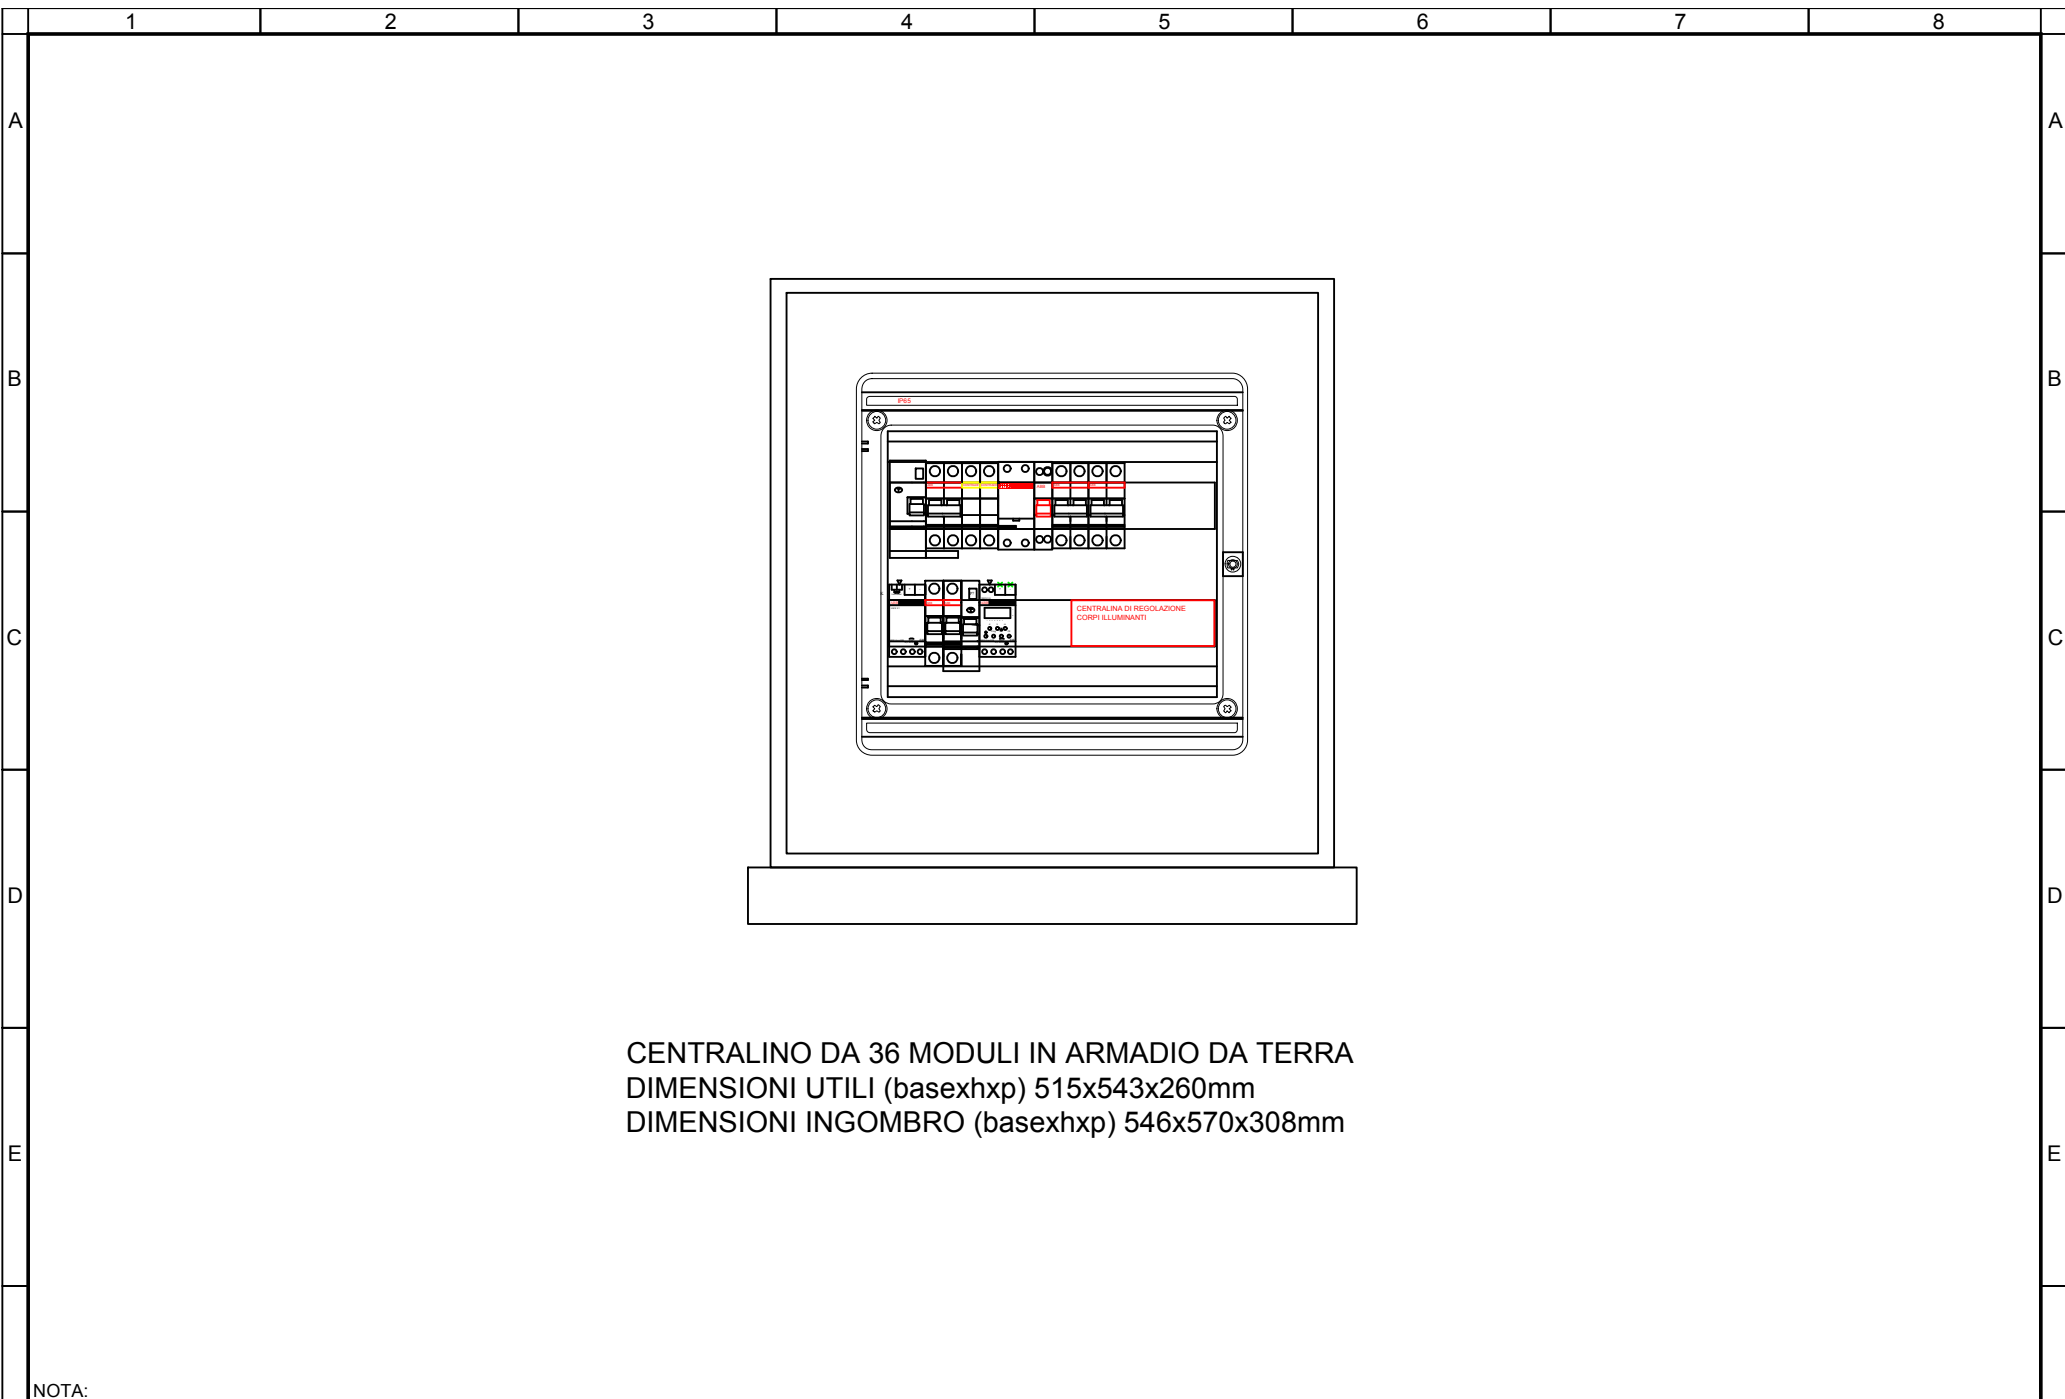 1 2 3 4 5 6 7 8
A A
B B
IP65
C C
CENTRALINA DI REGOLAZIONE
CORPI ILLUMINANTI
D D
CENTRALINO DA 36 MODULI IN ARMADIO DA TERRA
DIMENSIONI UTILI (basexhxp) 515x543x260mm
DIMENSIONI INGOMBRO (basexhxp) 546x570x308mm
E E
NOTA: